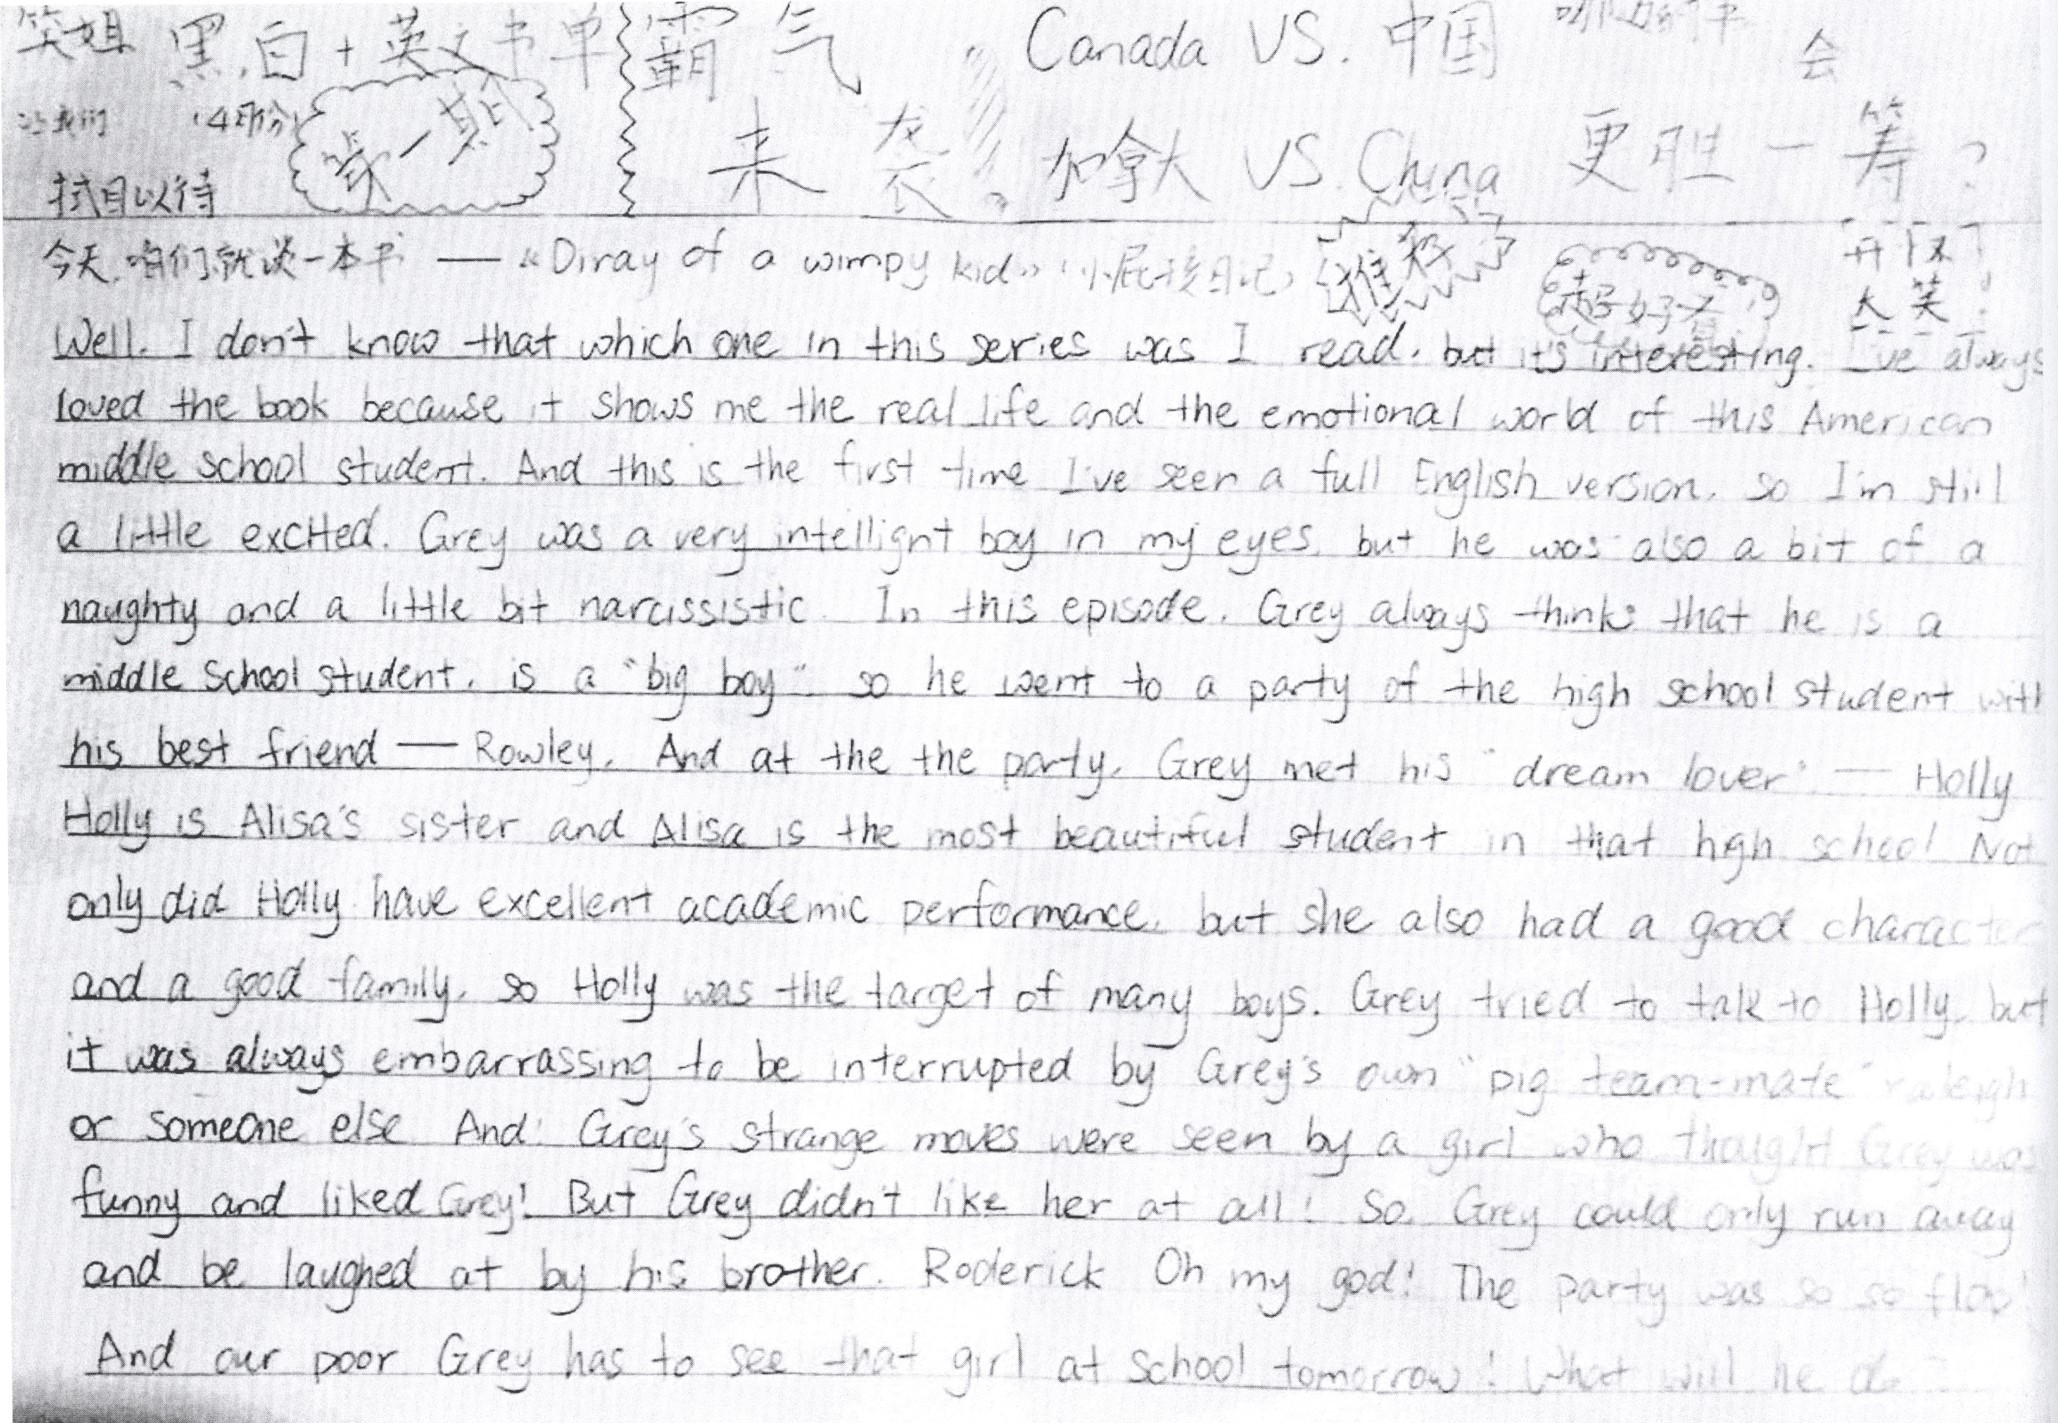 笑姐 黑白+英文书单 霸气 Canada VS. 中国 会
让我们 (4月份) 第一期 来袭。 加拿大 VS. China 更胜一筹?
拭目以待
今天,咱们就谈一本书 —— 《Diray of a wimpy kid》(小屁孩日记) 推荐了 超好看 开怀大笑!
Well. I don't know that which one in this series was I read, but it's interesting. I've always
loved the book because it shows me the real life and the emotional world of this American
middle school student. And this is the first time I've seen a full English version, so I'm still
a little excited. Grey was a very intellignt boy in my eyes, but he was also a bit of a
naughty and a little bit narcissistic. In this episode, Grey always thinks that he is a
middle school student, is a "big boy", so he went to a party of the high school student with
his best friend —— Rowley. And at the the party, Grey met his "dream lover" —— Holly
Holly is Alisa's sister and Alisa is the most beautiful student in that high school Not
only did Holly have excellent academic performance, but she also had a good character
and a good family, so Holly was the target of many boys. Grey tried to talk to Holly, but
it was always embarrassing to be interrupted by Grey's own "pig team-mate" raleigh
or someone else And. Grey's strange moves were seen by a girl who thought Grey was
funny and liked Grey! But Grey didn't like her at all! So, Grey could only run away
and be laughed at by his brother. Roderick Oh my god! The party was so so flop!
And our poor Grey has to see that girl at school tomorrow! What will he do